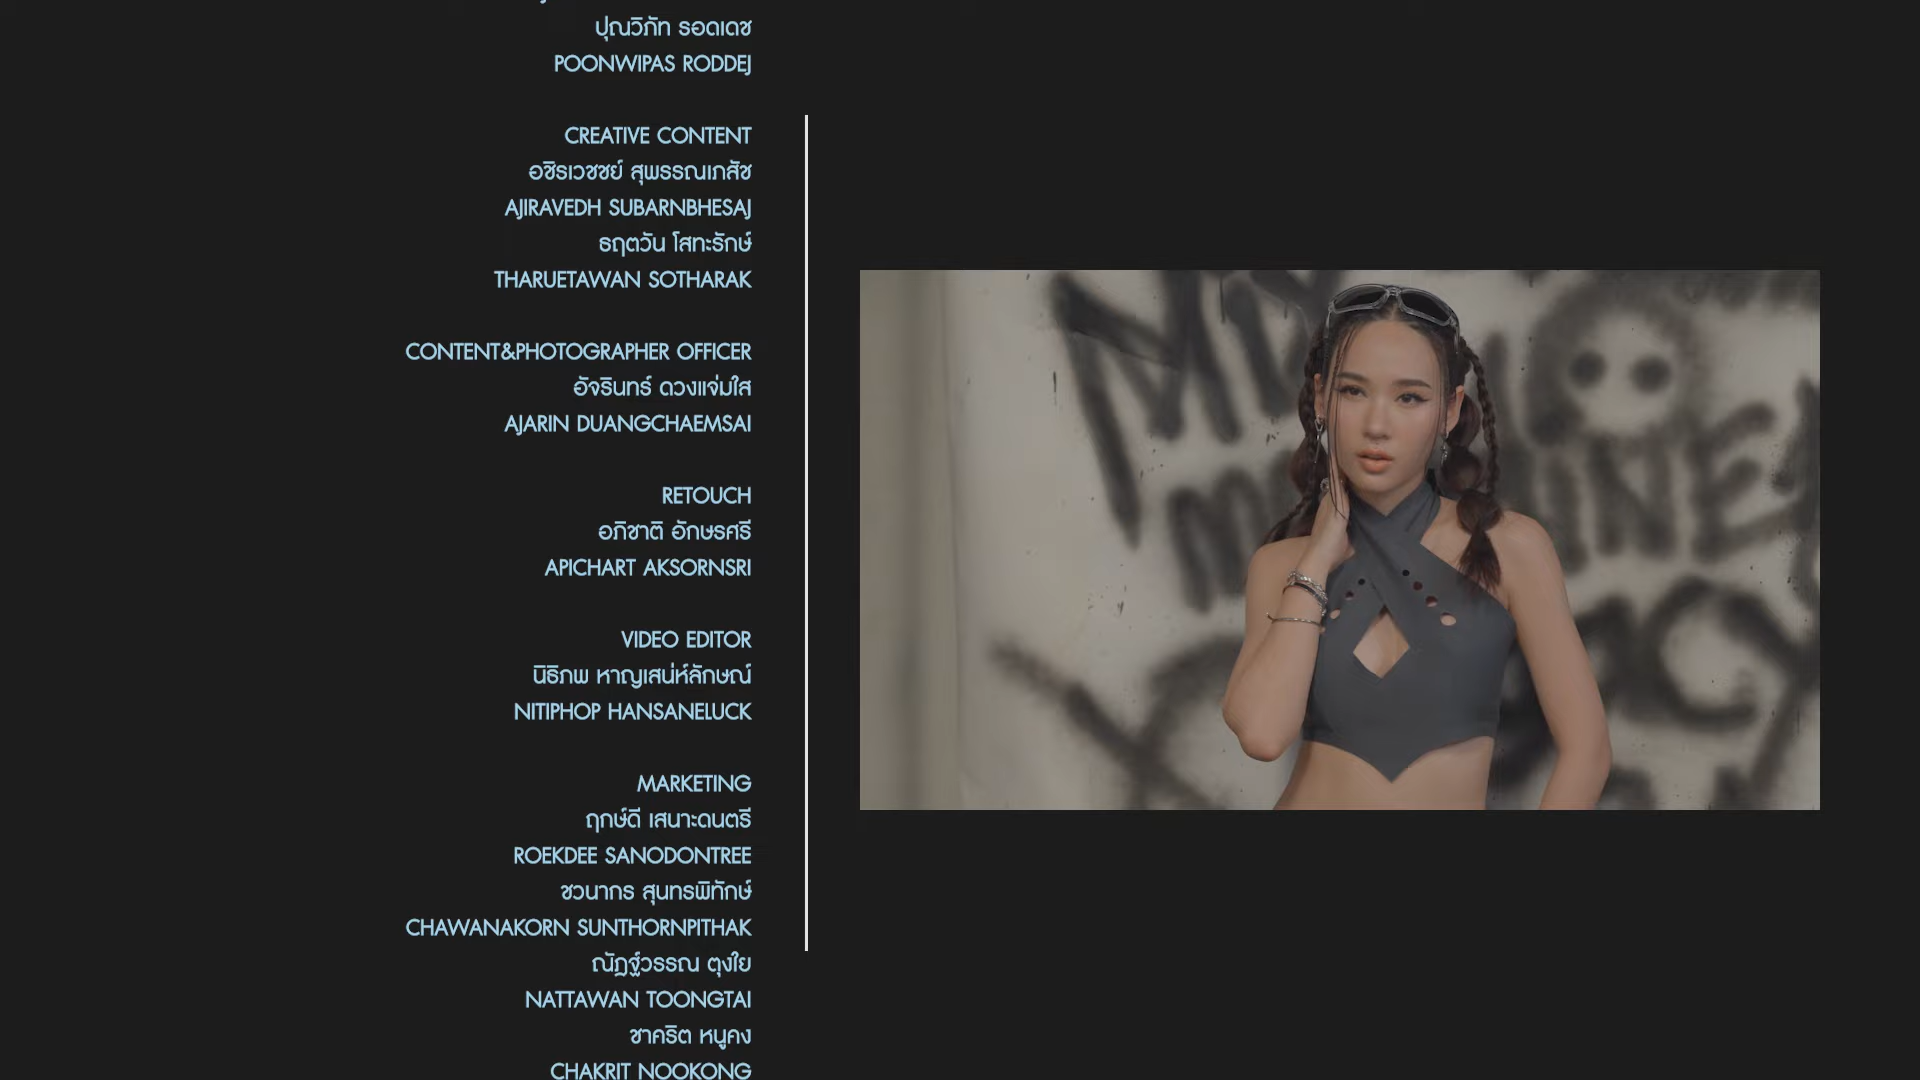 ปุณวิภัท รอดเดช
POONWIPAS RODDEJ
CREATIVE CONTENT
อชิรเวชชย์ สุพรรณเภสัช
AJIRAVEDH SUBARNBHESAJ
ธฤตวัน โสทะรักษ์
THARUETAWAN SOTHARAK
CONTENT&PHOTOGRAPHER OFFICER
อัจรินทร์ ดวงแจ่มใส
AJARIN DUANGCHAEMSAI
RETOUCH
อภิชาติ อักษรศรี
APICHART AKSORNSRI
VIDEO EDITOR
นิธิภพ หาญเสน่ห์ลักษณ์
NITIPHOP HANSANELUCK
MARKETING
ฤกษ์ดี เสนาะดนตรี
ROEKDEE SANODONTREE
ชวนากร สุนทรพิทักษ์
CHAWANAKORN SUNTHORNPITHAK
ณัฏฐ์วรรณ ตุงใย
NATTAWAN TOONGTAI
ชาคริต หนูคง
CHAKRIT NOOKONG